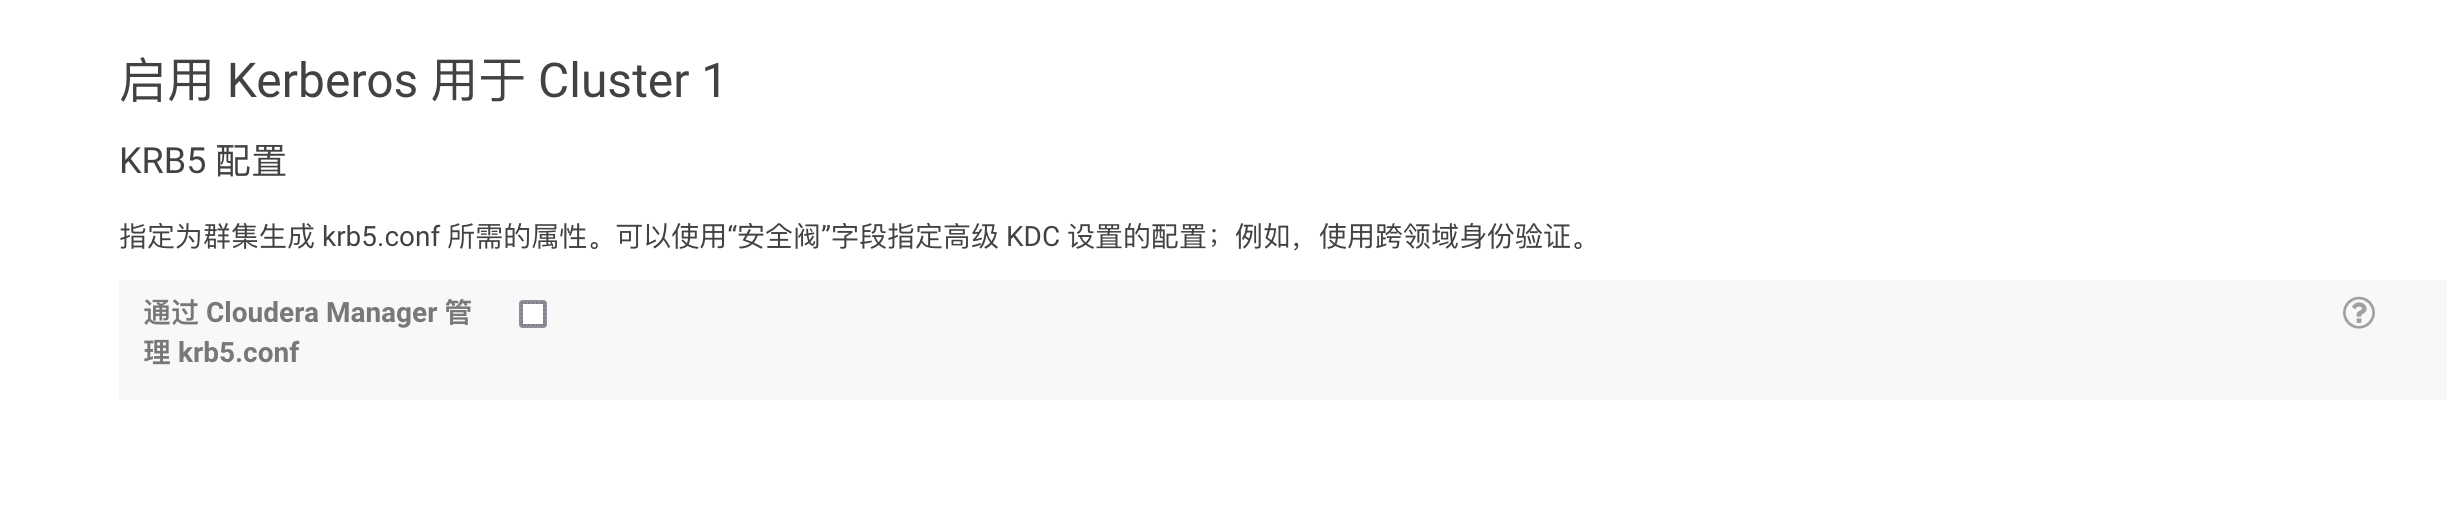 启用 Kerberos 用于 Cluster 1
KRB5 配置
指定为群集生成 krb5.conf 所需的属性。可以使用“安全阀”字段指定高级 KDC 设置的配置；例如，使用跨领域身份验证。
通过 Cloudera Manager 管
理 krb5.conf